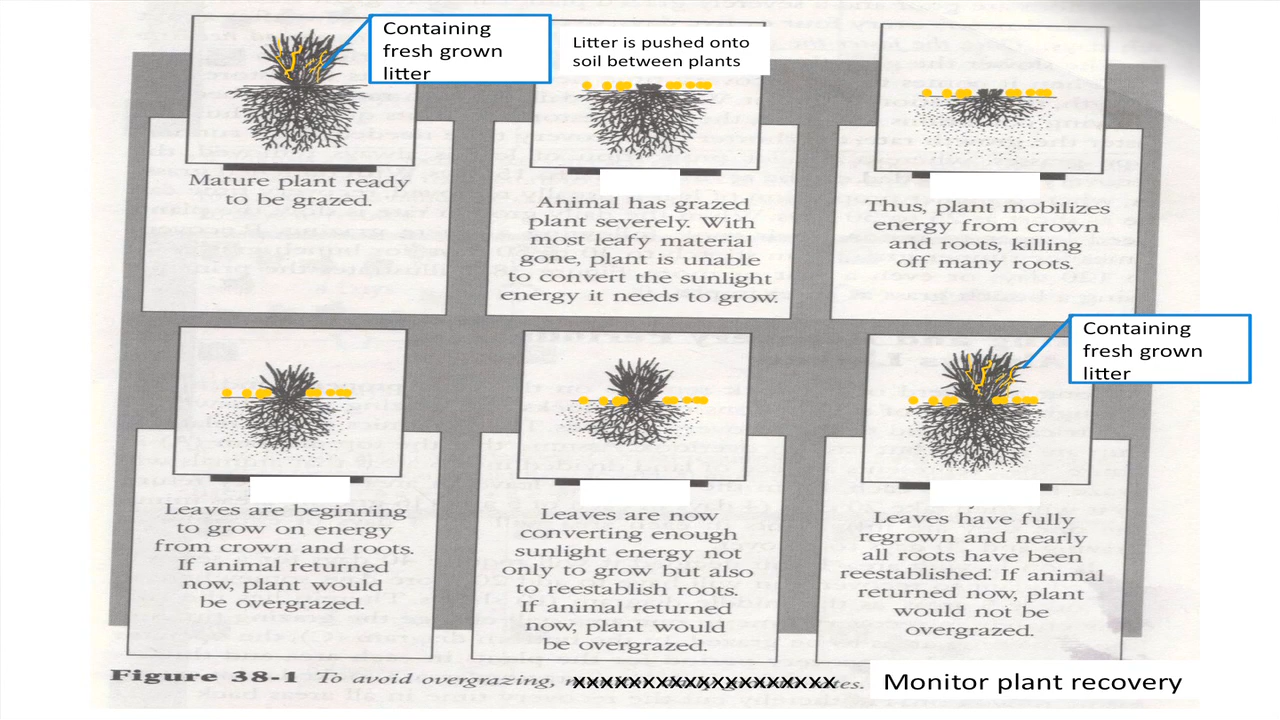 Containing
fresh grown
litter
Litter is pushed onto
soil between plants
Mature plant ready
to be grazed.
Animal has grazed
plant severely. With
most leafy material
gone, plant is unable
to convert the sunlight
energy it needs to grow.
Thus, plant mobilizes
energy from crown
and roots, killing
off many roots.
Containing
fresh grown
litter
Leaves are beginning
to grow on energy
from crown and roots.
If animal returned
now, plant would
be overgrazed.
Leaves are now
converting enough
sunlight energy not
only to grow but also
to reestablish roots.
If animal returned
now, plant would
be overgrazed.
Leaves have fully
regrown and nearly
all roots have been
reestablished. If animal
returned now, plant
would not be
overgrazed.
Figure 38-1 To avoid overgrazing,
Monitor plant recovery